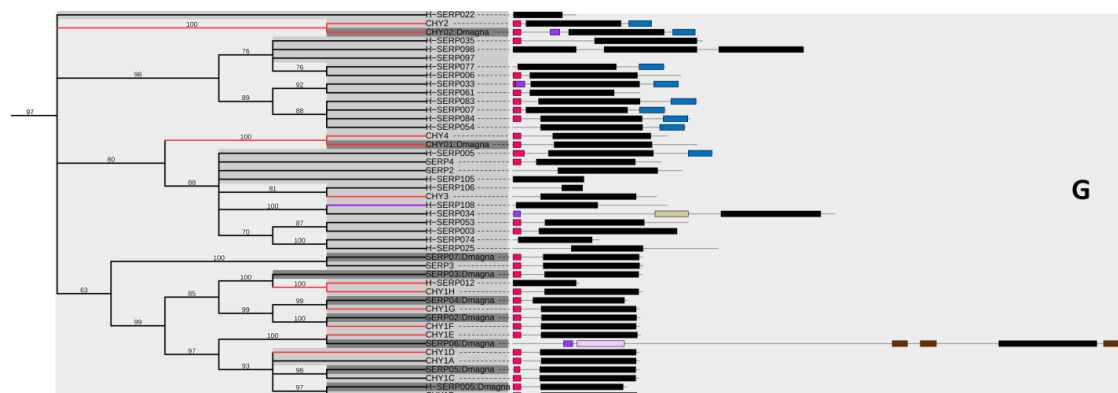 H-SERP022
CHY2
100
CHY02:Dmagna
H-SERP035
H-SERP098
76
H-SERP097
H-SERP077
76
98
H-SERP006
H-SERP033
92
H-SERP061
89
H-SERP083
H-SERP007
88
H-SERP084
H-SERP054
97
CHY4
100
CHY01:Dmagna
H-SERP005
80
SERP4
SERP2
88
H-SERP105
H-SERP106
81
CHY3
G
H-SERP108
100
H-SERP034
H-SERP053
87
H-SERP003
70
H-SERP074
100
H-SERP025
SERP07:Dmagna
100
SERP3
SERP03:Dmagna
63
100
H-SERP012
100
85
CHY1H
SERP04:Dmagna
99
99
CHY1G
SERP02:Dmagna
100
99
CHY1F
CHY1E
100
SERP06:Dmagna
97
CHY1D
93
CHY1A
SERP05:Dmagna
98
CHY1C
97
H-SERP005:Dmagna